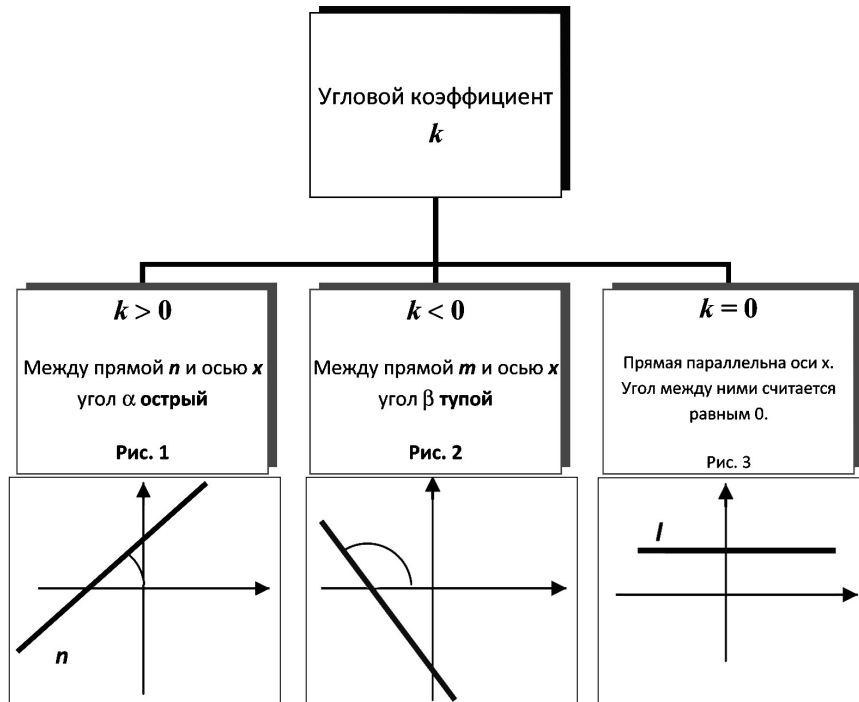 Угловой коэффициент
k
k > 0
Между прямой n и осью x
угол α острый
Рис. 1
k < 0
Между прямой m и осью x
угол β тупой
Рис. 2
k = 0
Прямая параллельна оси x.
Угол между ними считается
равным 0.
Рис. 3
n
l